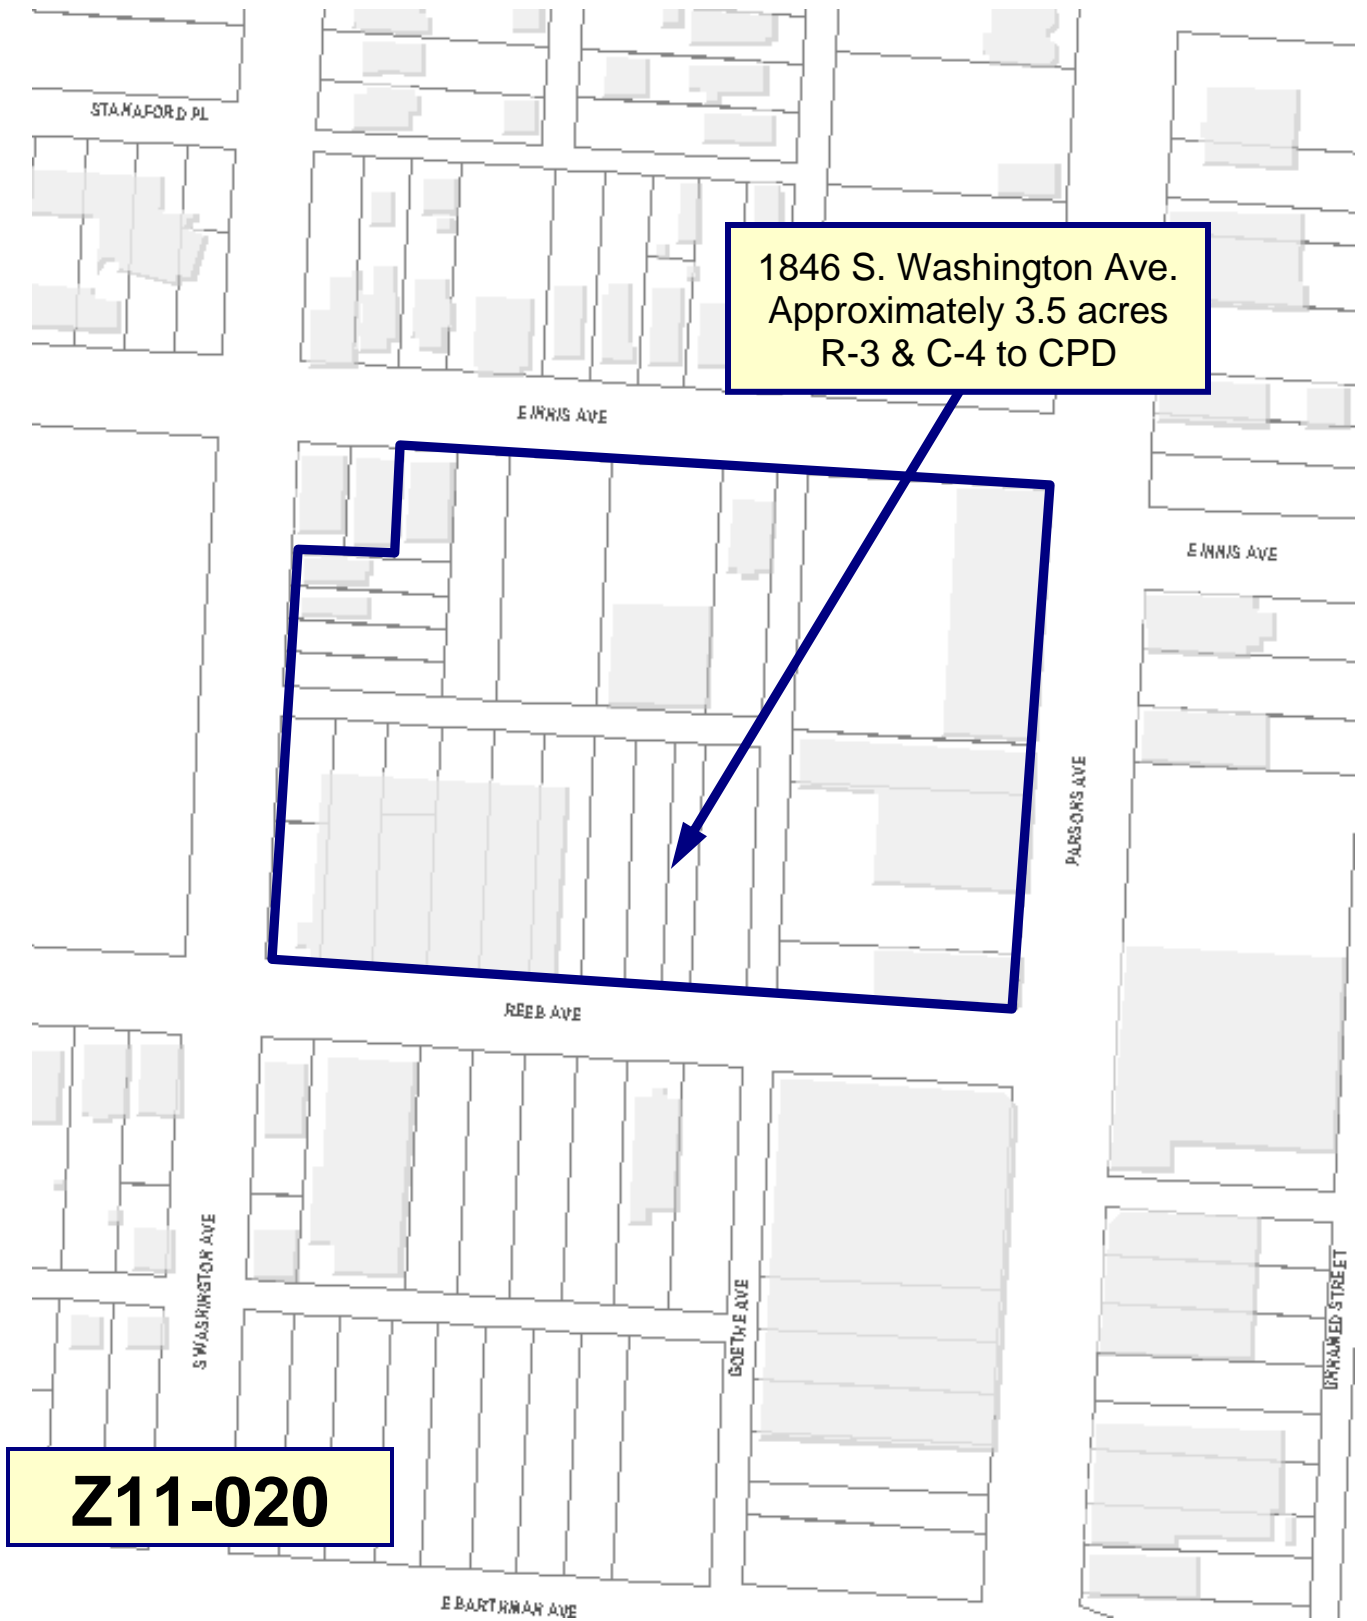 STANAFORD PL
1846 S. Washington Ave.
Approximately 3.5 acres
R-3 & C-4 to CPD
E INNIS AVE
E INNIS AVE
PARSONS AVE
REEB AVE
S WASHINGTON AVE
GOETHE AVE
UNNAMED STREET
Z11-020
E BARTHMAN AVE